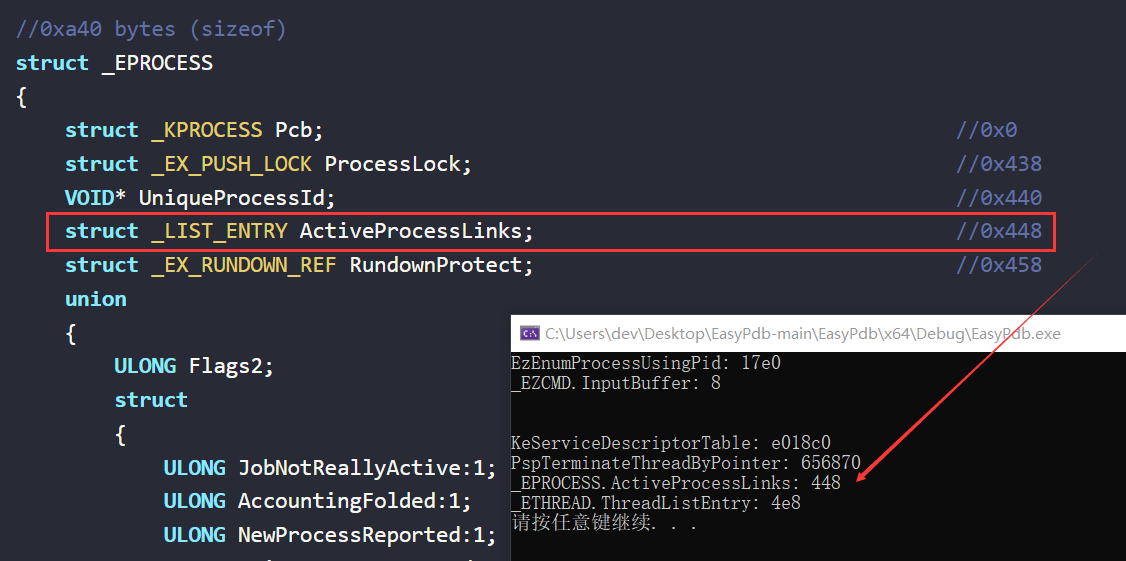 //0xa40 bytes (sizeof)
struct _EPROCESS
{
struct _KPROCESS Pcb; //0x0
struct _EX_PUSH_LOCK ProcessLock; //0x438
VOID* UniqueProcessId; //0x440
struct _LIST_ENTRY ActiveProcessLinks; //0x448
struct _EX_RUNDOWN_REF RundownProtect; //0x458
union
{
ULONG Flags2;
struct
{
ULONG JobNotReallyActive:1;
ULONG AccountingFolded:1;
ULONG NewProcessReported:1;
C:\Users\dev\Desktop\EasyPdb-main\EasyPdb\x64\Debug\EasyPdb.exe
EzEnumProcessUsingPid: 17e0
_EZCMD.InputBuffer: 8
KeServiceDescriptorTable: e018c0
PspTerminateThreadByPointer: 656870
_EPROCESS.ActiveProcessLinks: 448
_ETHREAD.ThreadListEntry: 4e8
请按任意键继续. . .